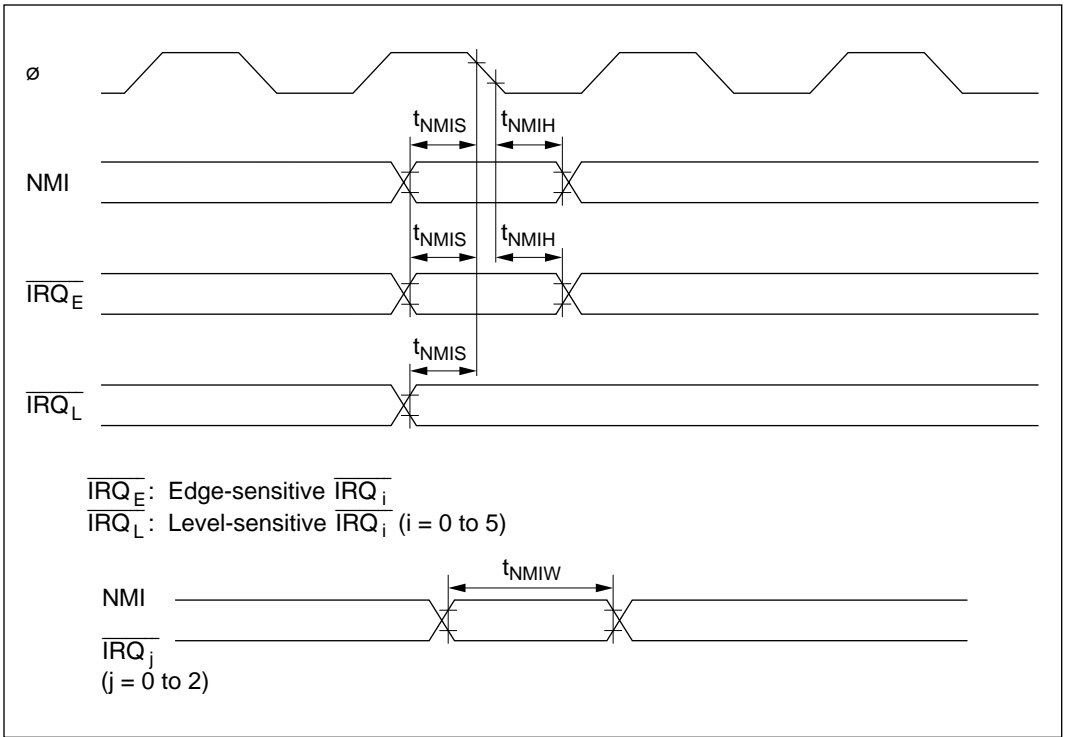 ø
t_NMIS t_NMIH
NMI
t_NMIS t_NMIH
IRQ_E
t_NMIS
IRQ_L
IRQ_E: Edge-sensitive IRQ_i
IRQ_L: Level-sensitive IRQ_i (i = 0 to 5)
t_NMIW
NMI
IRQ_j
(j = 0 to 2)